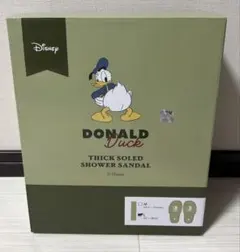 Disney
DONALD
Duck
THICK SOLED
SHOWER SANDAL